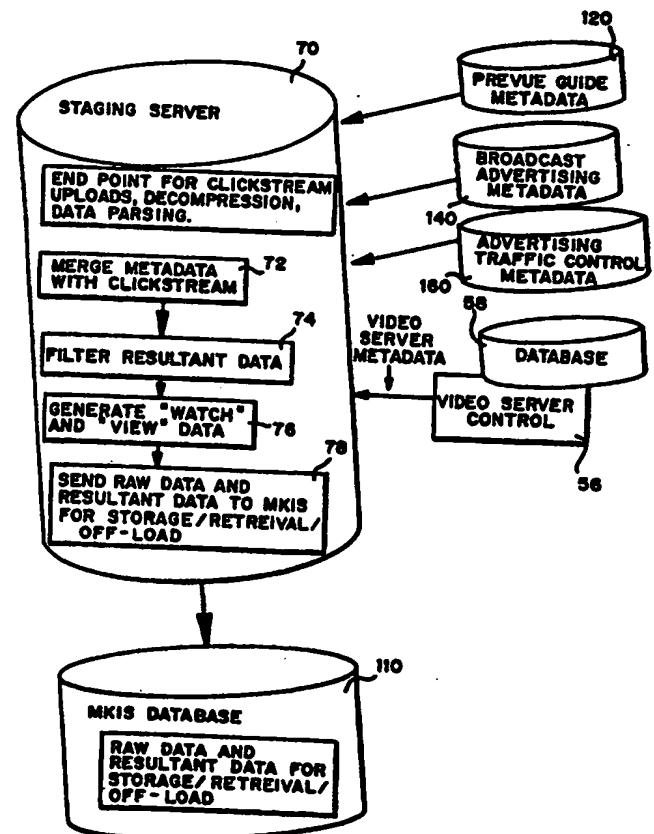 120
70
PREVUE GUIDE
METADATA
STAGING SERVER
BROADCAST
ADVERTISING
METADATA
140
END POINT FOR CLICKSTREAM
UPLOADS, DECOMPRESSION,
DATA PARSING.
ADVERTISING
TRAFFIC CONTROL
METADATA
160
72
MERGE METADATA
WITH CLICKSTREAM
74
FILTER RESULTANT DATA
VIDEO
SERVER
METADATA
58
DATABASE
VIDEO SERVER
CONTROL
56
GENERATE "WATCH"
AND "VIEW" DATA
76
78
SEND RAW DATA AND
RESULTANT DATA TO MKIS
FOR STORAGE/RETREIVAL/
OFF-LOAD
110
MKIS DATABASE
RAW DATA AND
RESULTANT DATA FOR
STORAGE/RETREIVAL/
OFF-LOAD